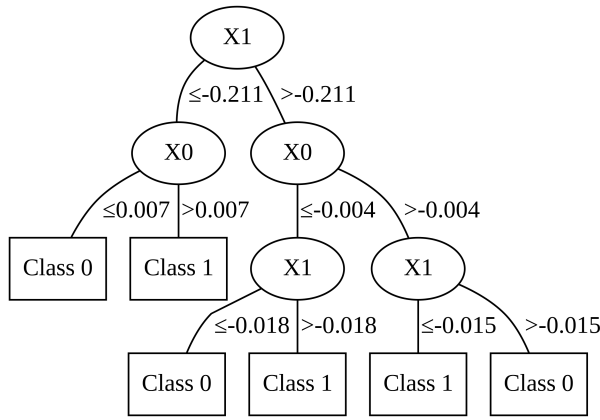 X1
≤-0.211 >-0.211
X0 X0
≤0.007 >0.007 ≤-0.004 >-0.004
Class 0 Class 1 X1 X1
≤-0.018 >-0.018 ≤-0.015 >-0.015
Class 0 Class 1 Class 1 Class 0